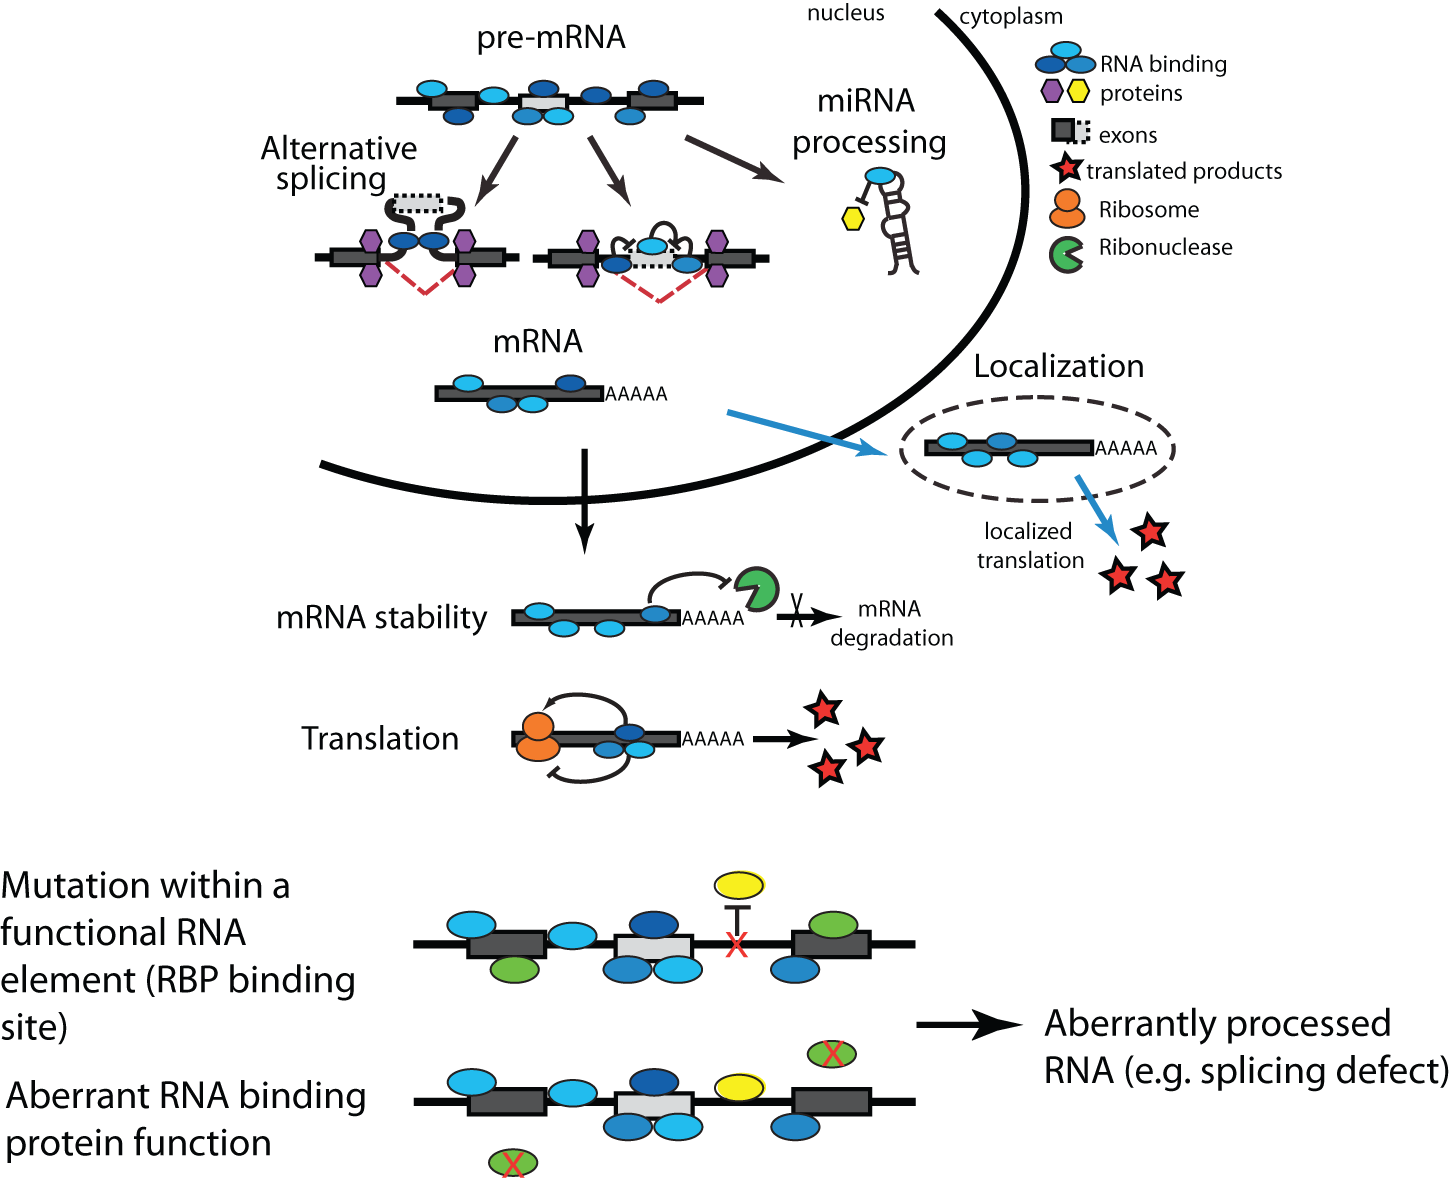 nucleus
cytoplasm
pre-mRNA
RNA binding
proteins
exons
translated products
Ribosome
Ribonuclease
miRNA
processing
Alternative
splicing
mRNA
AAAAA
Localization
AAAAA
localized
translation
mRNA stability
AAAAA
X
mRNA
degradation
Translation
AAAAA
Mutation within a
functional RNA
element (RBP binding
site)
X
Aberrant RNA binding
protein function
X
X
Aberrantly processed
RNA (e.g. splicing defect)